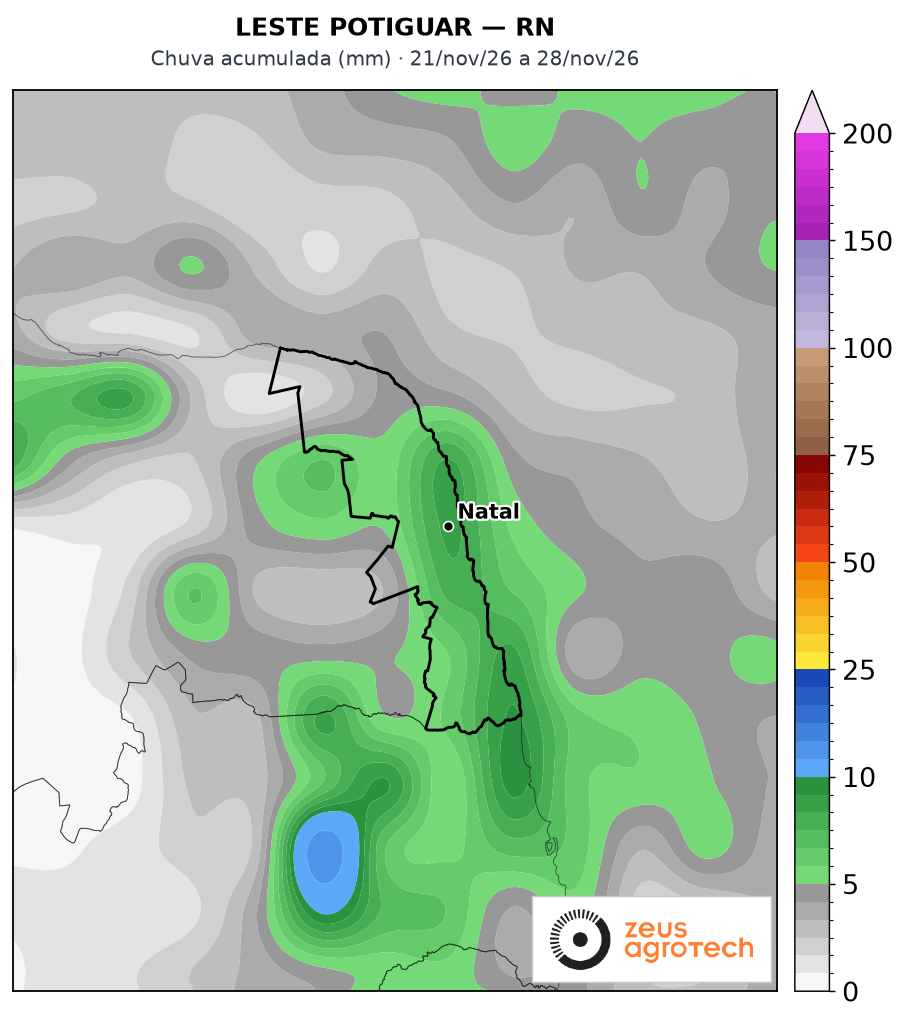 LESTE POTIGUAR — RN
Chuva acumulada (mm) · 21/nov/26 a 28/nov/26
200
150
100
75
50
25
10
5
0
Natal
zeus
agrotech